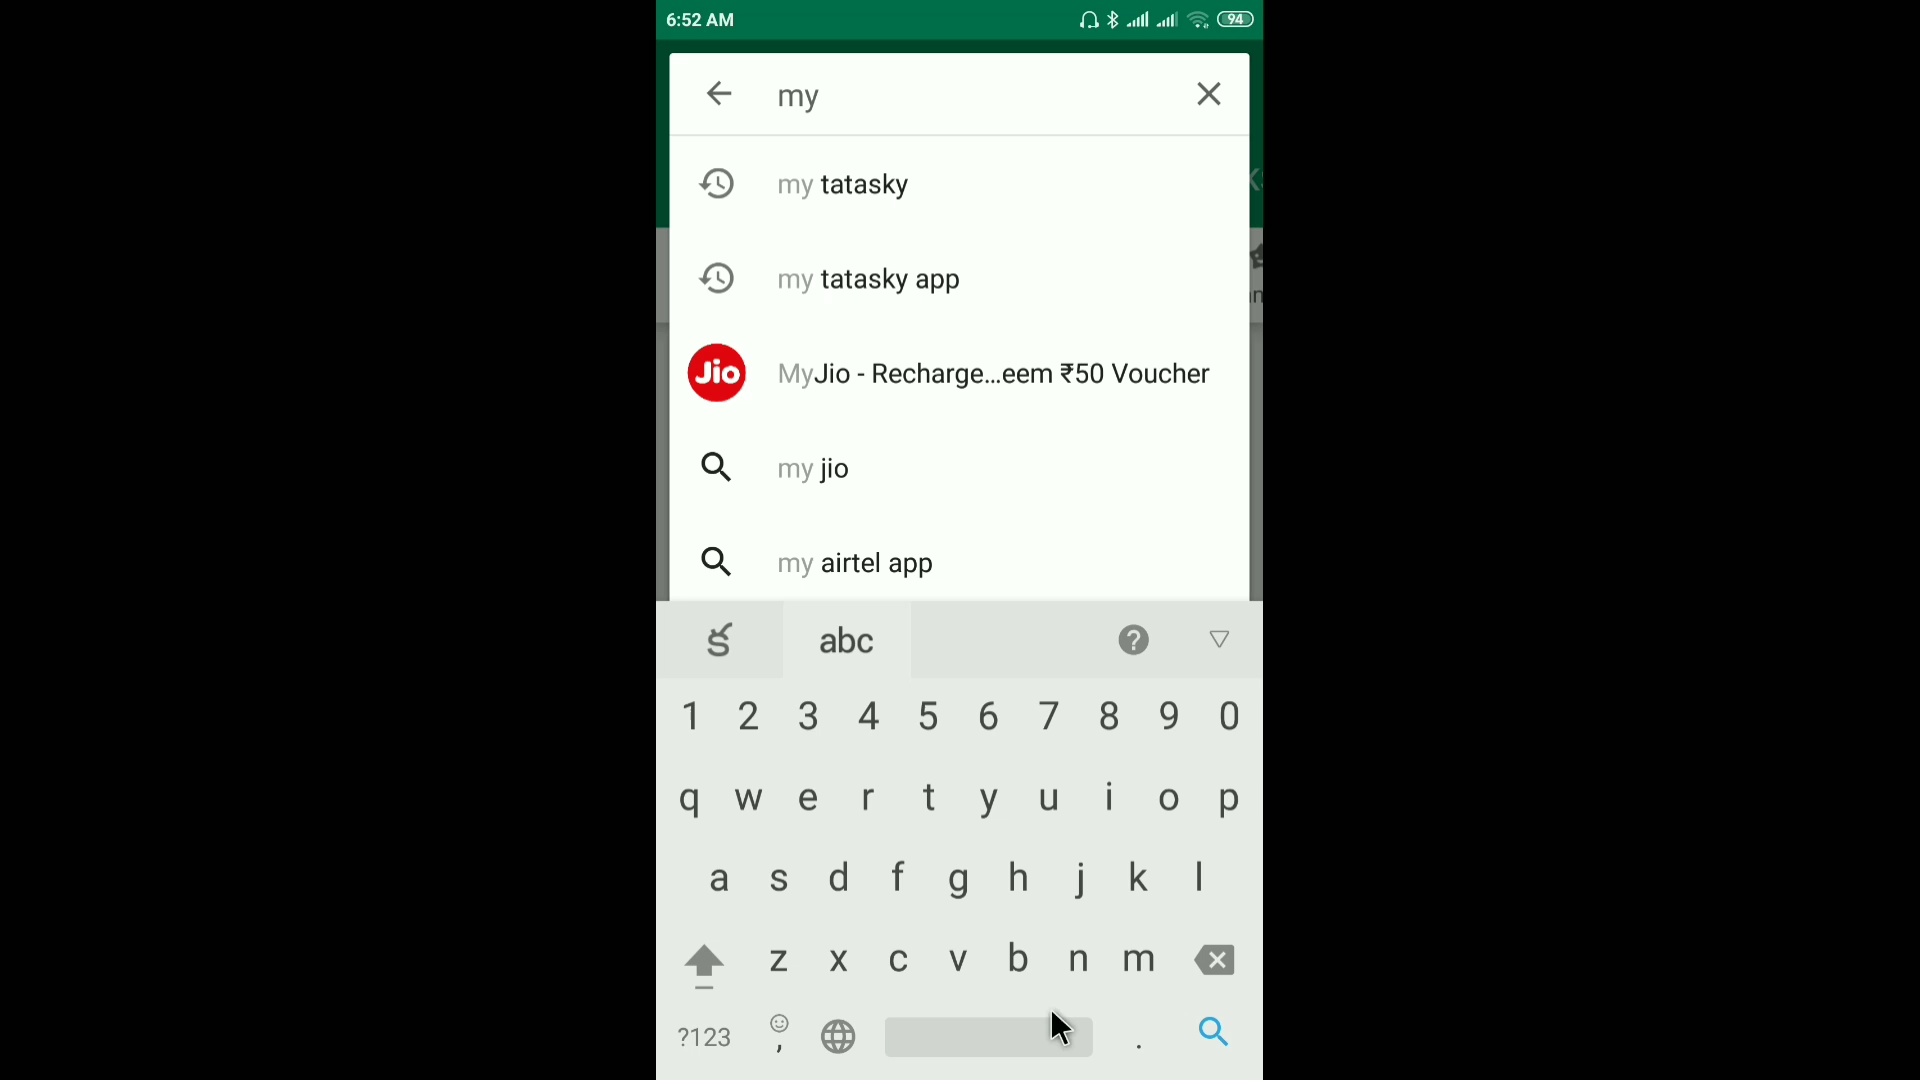 6:52 AM
94
my
my tatasky
my tatasky app
Jio
MyJio - Recharge...eem ₹50 Voucher
my jio
my airtel app
abc
?
1 2 3 4 5 6 7 8 9 0
q w e r t y u i o p
a s d f g h j k l
z x c v b n m
?123 , .